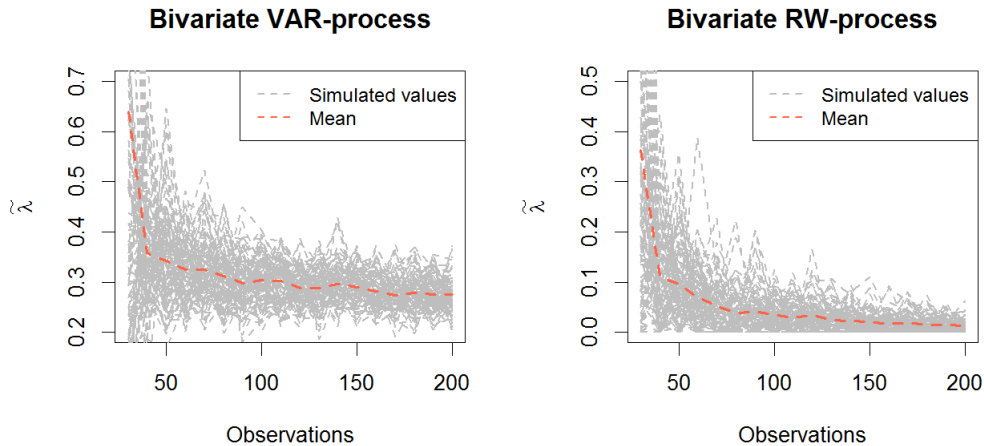 Bivariate VAR-process
0.7
0.6
0.5
0.4
0.3
0.2
λ̃
Simulated values
Mean
50 100 150 200
Observations
Bivariate RW-process
0.5
0.4
0.3
0.2
0.1
0.0
λ̃
Simulated values
Mean
50 100 150 200
Observations